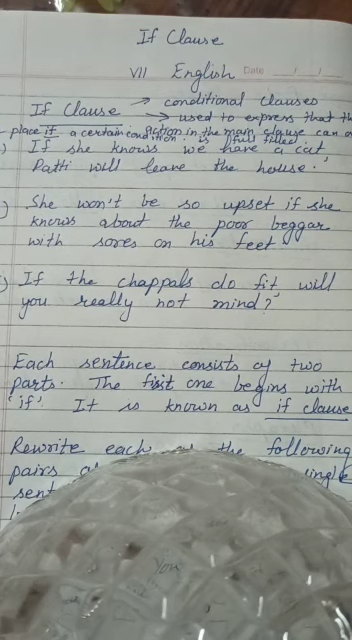 If Clause
VII English Date
If Clause → conditional clauses
→ used to express that th
place if a certain condition is full filled
action in the main clause can
If she knows we have a cat
Patti will leave the house.'
She won't be so upset if she
knows about the poor beggar
with sores on his feet
If the chappals do fit will
you really not mind?'
Each sentence consists of two
parts. The first one begins with
'if'. It is known as if clause
Rewrite each the following
pairs
sent
You